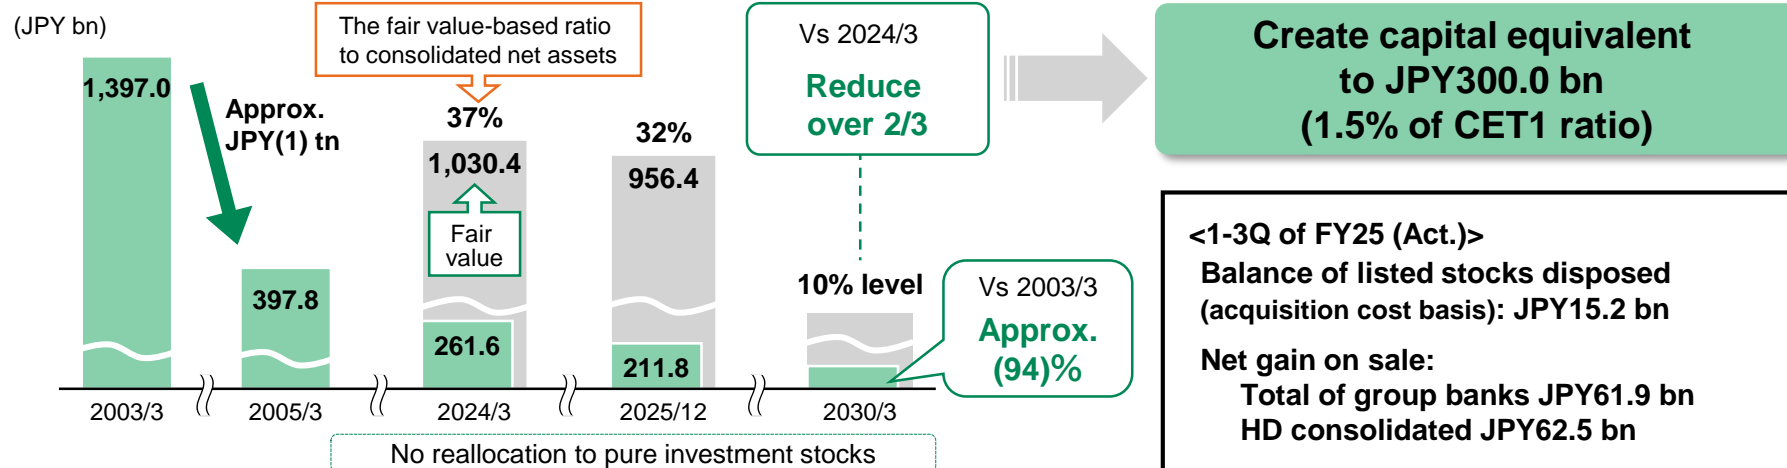 (JPY bn)
1,397.0
Approx.
JPY(1) tn
397.8
The fair value-based ratio
to consolidated net assets
37%
1,030.4
Fair
value
261.6
32%
956.4
211.8
Vs 2024/3
Reduce
over 2/3
10% level
Vs 2003/3
Approx.
(94)%
2003/3
2005/3
2024/3
2025/12
2030/3
No reallocation to pure investment stocks
Create capital equivalent
to JPY300.0 bn
(1.5% of CET1 ratio)
<1-3Q of FY25 (Act.)>
Balance of listed stocks disposed
(acquisition cost basis): JPY15.2 bn
Net gain on sale:
Total of group banks JPY61.9 bn
HD consolidated JPY62.5 bn